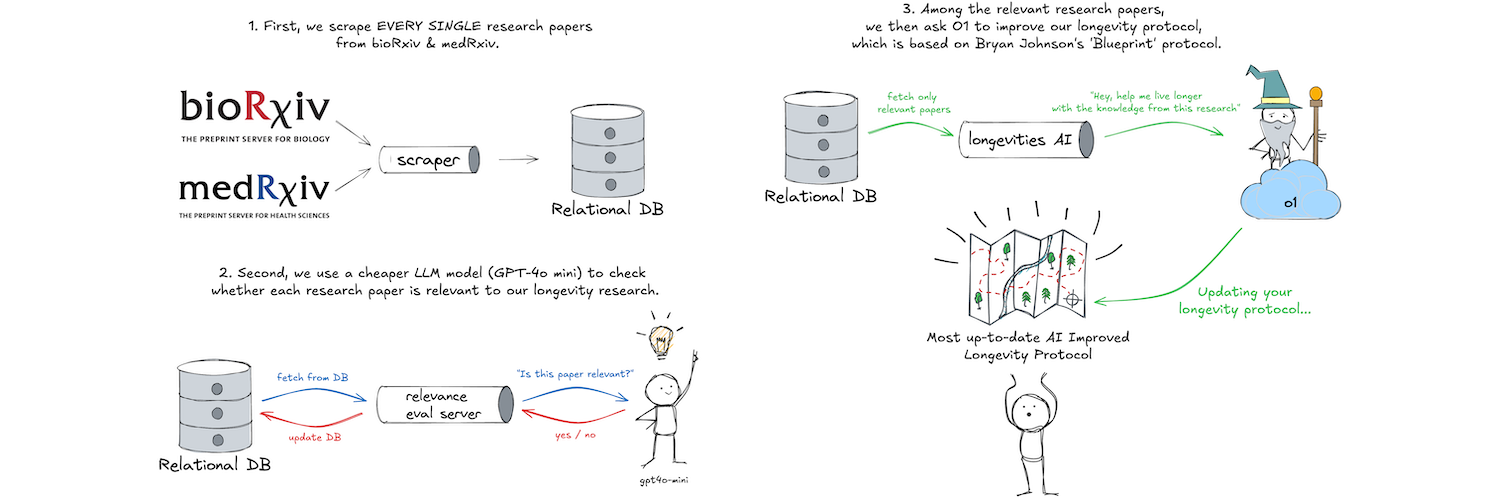 1. First, we scrape EVERY SINGLE research papers
from bioRxiv & medRxiv.
bioRχiv
THE PREPRINT SERVER FOR BIOLOGY
medRχiv
THE PREPRINT SERVER FOR HEALTH SCIENCES
scraper
Relational DB
2. Second, we use a cheaper LLM model (GPT-4o mini) to check
whether each research paper is relevant to our longevity research.
fetch from DB
update DB
Relational DB
relevance
eval server
"Is this paper relevant?"
yes / no
gpt4o-mini
3. Among the relevant research papers,
we then ask O1 to improve our longevity protocol,
which is based on Bryan Johnson's 'Blueprint' protocol.
Relational DB
fetch only
relevant papers
longevities AI
"Hey, help me live longer
with the knowledge from this research"
o1
Updating your
longevity protocol...
Most up-to-date AI Improved
Longevity Protocol